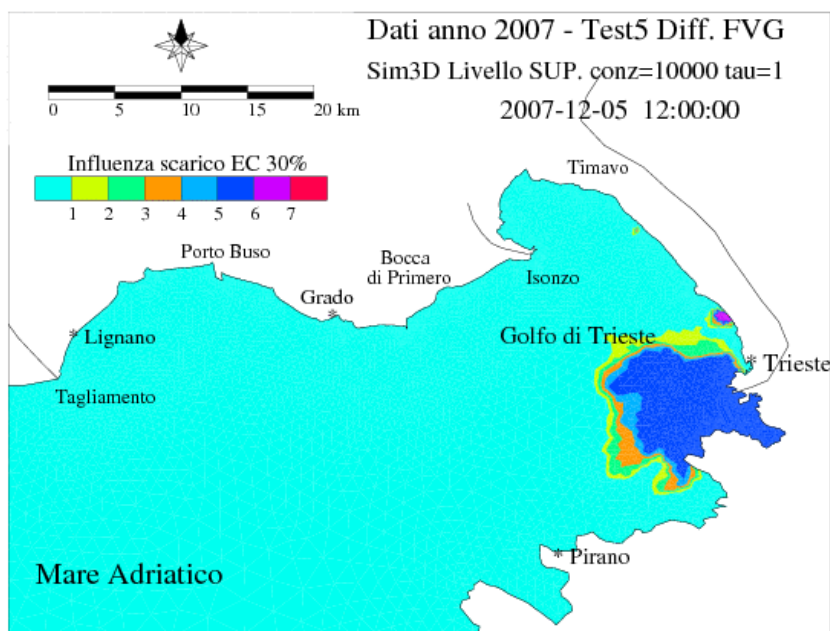 Dati anno 2007 - Test5 Diff. FVG
Sim3D Livello SUP. conz=10000 tau=1
2007-12-05 12:00:00
0 5 10 15 20 km
Influenza scarico EC 30%
1 2 3 4 5 6 7
Timavo
Porto Buso
Bocca
di Primero
Isonzo
Grado
* Lignano
Golfo di Trieste
* Trieste
Tagliamento
* Pirano
Mare Adriatico